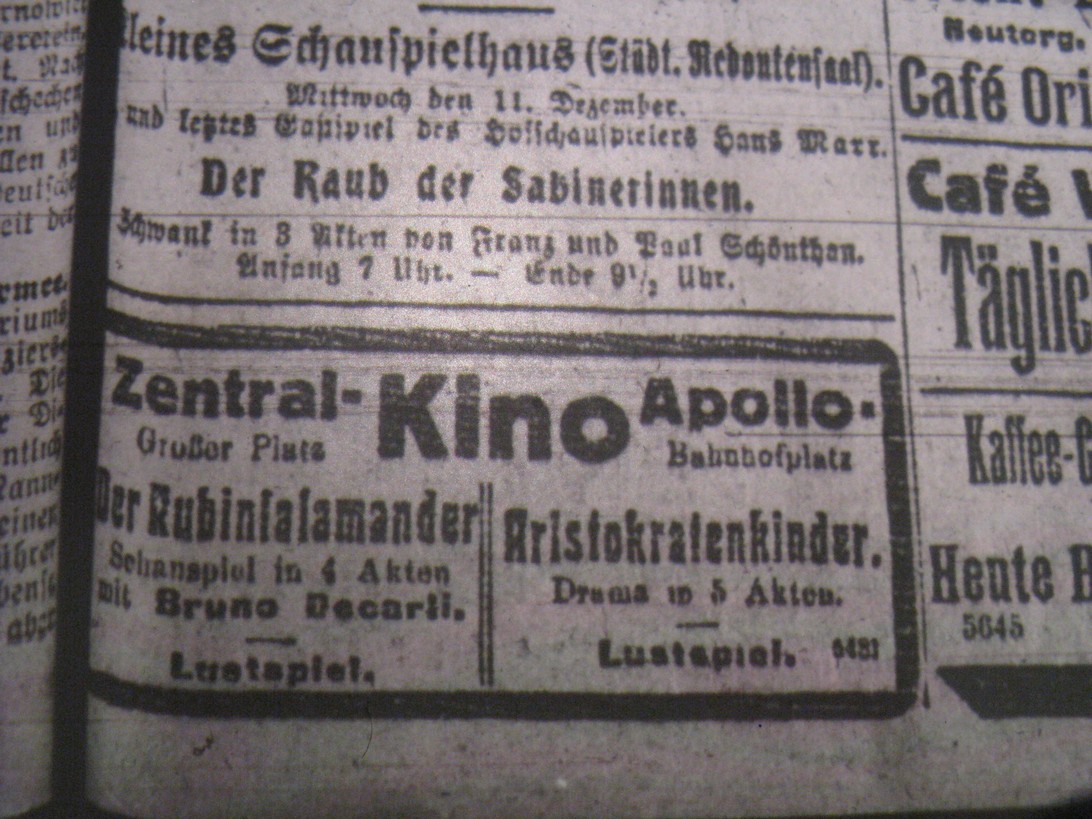 Kleines Schauspielhaus (Städt. Redoutensaal).
Mittwoch den 11. Dezember.
und letztes Gastspiel des Hofschauspielers Hans Marr.
Der Raub der Sabinerinnen.
Schwank in 3 Akten von Franz und Paul Schönthan.
Anfang 7 Uhr. — Ende 9½ Uhr.
Zentral- Kino Apollo-
Großer Platz
Bahnhofplatz
Der Rubinsalamander
Schauspiel in 4 Akten
mit Bruno Decarli.
Lustspiel.
Aristokratenkinder.
Drama in 5 Akten.
Lustspiel. 5431
Neutorg.
Café Ori
Café
Täglic
Kaffee-
Heute
5645